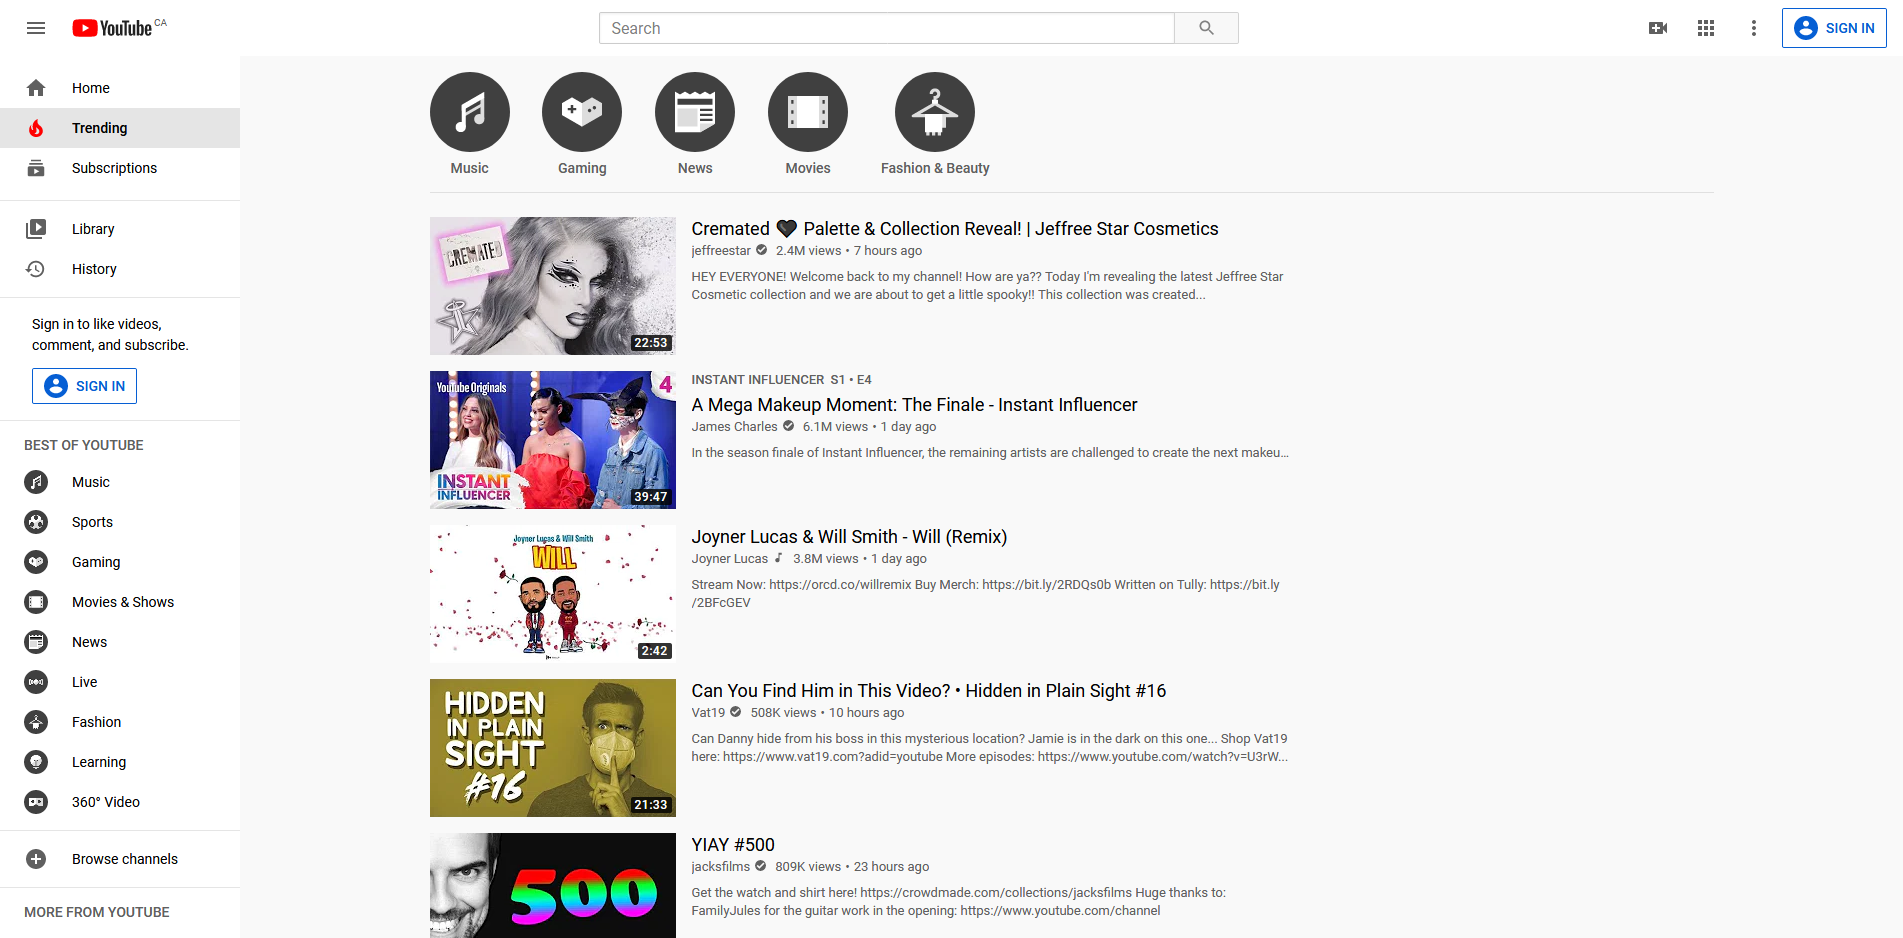 YouTube CA
Search
SIGN IN
Home
Trending
Subscriptions
Library
History
Sign in to like videos,
comment, and subscribe.
SIGN IN
BEST OF YOUTUBE
Music
Sports
Gaming
Movies & Shows
News
Live
Fashion
Learning
360° Video
Browse channels
MORE FROM YOUTUBE
Music
Gaming
News
Movies
Fashion & Beauty
CREMATED
22:53
Cremated 🖤 Palette & Collection Reveal! | Jeffree Star Cosmetics
jeffreestar 2.4M views • 7 hours ago
HEY EVERYONE! Welcome back to my channel! How are ya?? Today I'm revealing the latest Jeffree Star
Cosmetic collection and we are about to get a little spooky!! This collection was created...
YouTube Originals
4
INSTANT
INFLUENCER
39:47
INSTANT INFLUENCER S1 • E4
A Mega Makeup Moment: The Finale - Instant Influencer
James Charles 6.1M views • 1 day ago
In the season finale of Instant Influencer, the remaining artists are challenged to create the next makeu...
Joyner Lucas & Will Smith
WILL
2:42
Joyner Lucas & Will Smith - Will (Remix)
Joyner Lucas 3.8M views • 1 day ago
Stream Now: https://orcd.co/willremix Buy Merch: https://bit.ly/2RDQs0b Written on Tully: https://bit.ly
/2BFcGEV
HIDDEN
IN PLAIN
SIGHT
#16
21:33
Can You Find Him in This Video? • Hidden in Plain Sight #16
Vat19 508K views • 10 hours ago
Can Danny hide from his boss in this mysterious location? Jamie is in the dark on this one... Shop Vat19
here: https://www.vat19.com?adid=youtube More episodes: https://www.youtube.com/watch?v=U3rW...
500
YIAY #500
jacksfilms 809K views • 23 hours ago
Get the watch and shirt here! https://crowdmade.com/collections/jacksfilms Huge thanks to:
FamilyJules for the guitar work in the opening: https://www.youtube.com/channel